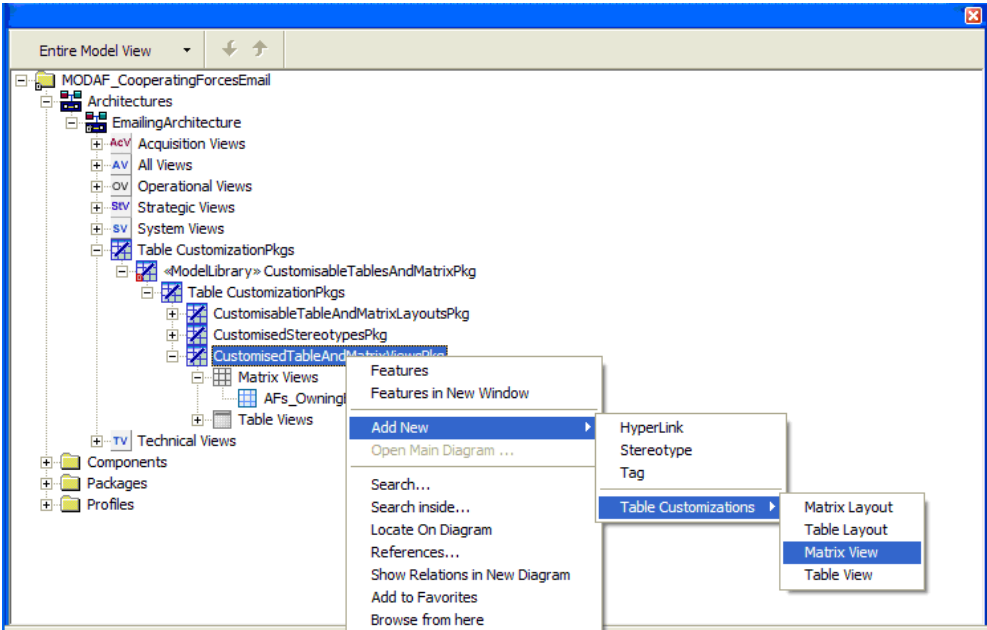 Entire Model View
MODAF_CooperatingForcesEmail
Architectures
EmailingArchitecture
AcV Acquisition Views
AV All Views
OV Operational Views
StV Strategic Views
SV System Views
Table CustomizationPkgs
«ModelLibrary» CustomisableTablesAndMatrixPkg
Table CustomizationPkgs
CustomisableTableAndMatrixLayoutsPkg
CustomisedStereotypesPkg
CustomisedTableAndMatrixViewsPkg
Matrix Views
AFs_Owning
Table Views
TV Technical Views
Components
Packages
Profiles
Features
Features in New Window
Add New
Open Main Diagram ...
Search...
Search inside...
Locate On Diagram
References...
Show Relations in New Diagram
Add to Favorites
Browse from here
HyperLink
Stereotype
Tag
Table Customizations
Matrix Layout
Table Layout
Matrix View
Table View